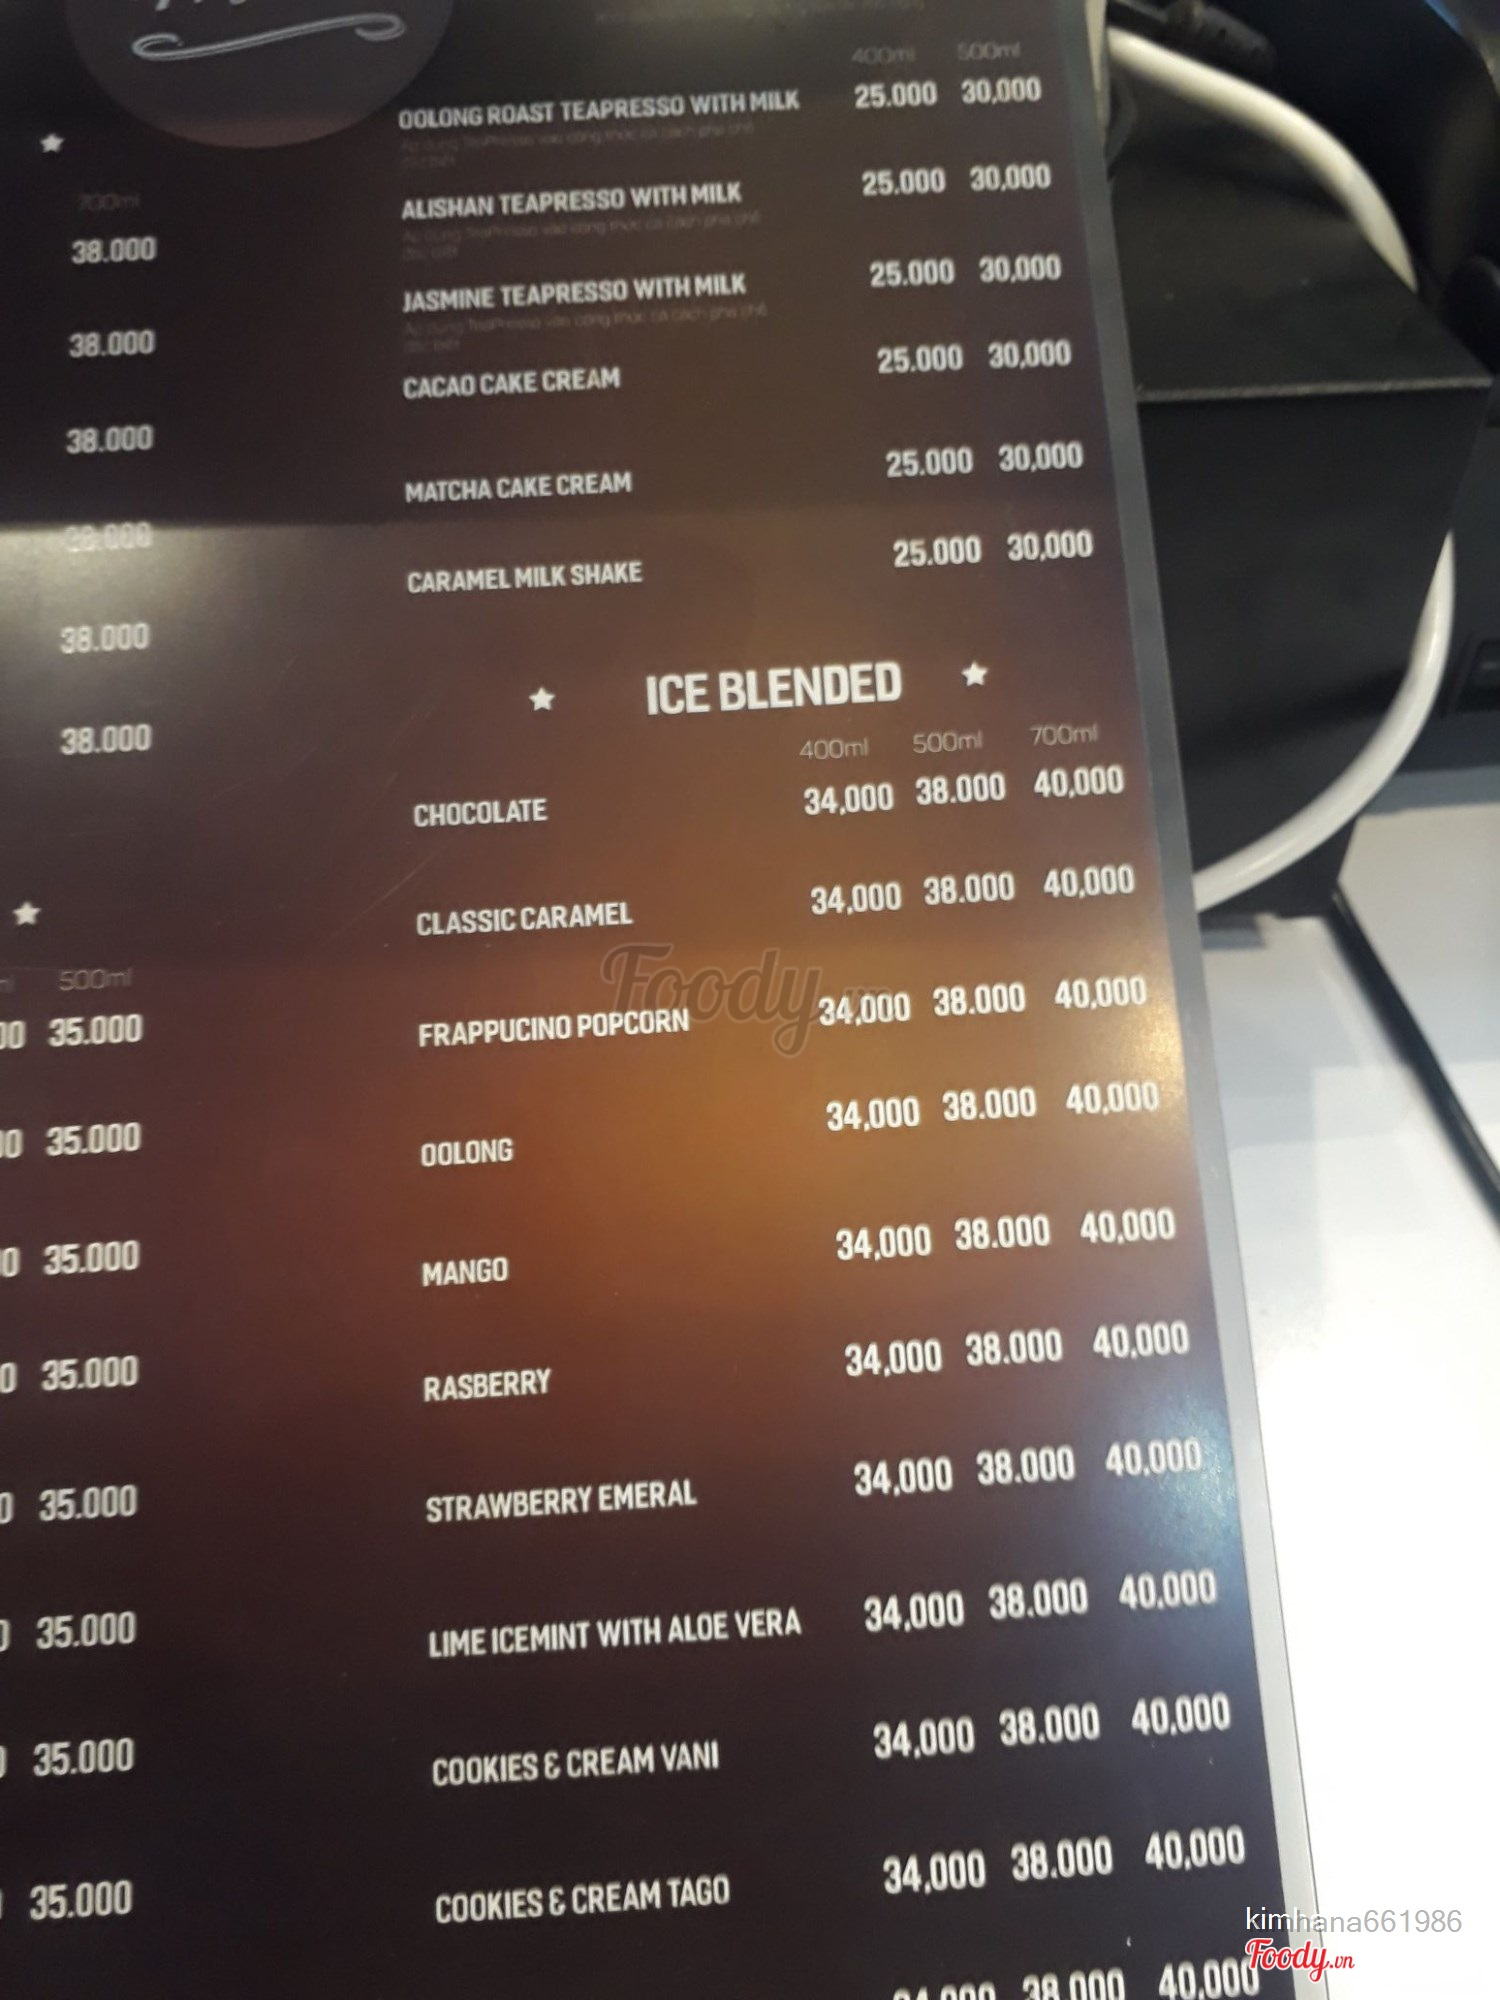 400ml 500ml
OOLONG ROAST TEAPRESSO WITH MILK 25.000 30,000
ALISHAN TEAPRESSO WITH MILK 25.000 30,000
JASMINE TEAPRESSO WITH MILK 25.000 30,000
CACAO CAKE CREAM 25.000 30,000
MATCHA CAKE CREAM 25.000 30,000
CARAMEL MILK SHAKE 25.000 30,000
ICE BLENDED
400ml 500ml 700ml
CHOCOLATE 34,000 38.000 40,000
CLASSIC CARAMEL 34,000 38.000 40,000
FRAPPUCINO POPCORN 34,000 38.000 40,000
OOLONG 34,000 38.000 40,000
MANGO 34,000 38.000 40,000
RASBERRY 34,000 38.000 40,000
STRAWBERRY EMERAL 34,000 38.000 40,000
LIME ICEMINT WITH ALOE VERA 34,000 38.000 40,000
COOKIES & CREAM VANI 34,000 38.000 40,000
COOKIES & CREAM TAGO 34,000 38.000 40,000
38.000 40,000
700ml
38.000
38.000
38.000
38.000
38.000
38.000
500ml
35.000
35.000
35.000
35.000
35.000
35.000
35.000
35.000
Foody.vn
kimhana661986
Foody.vn